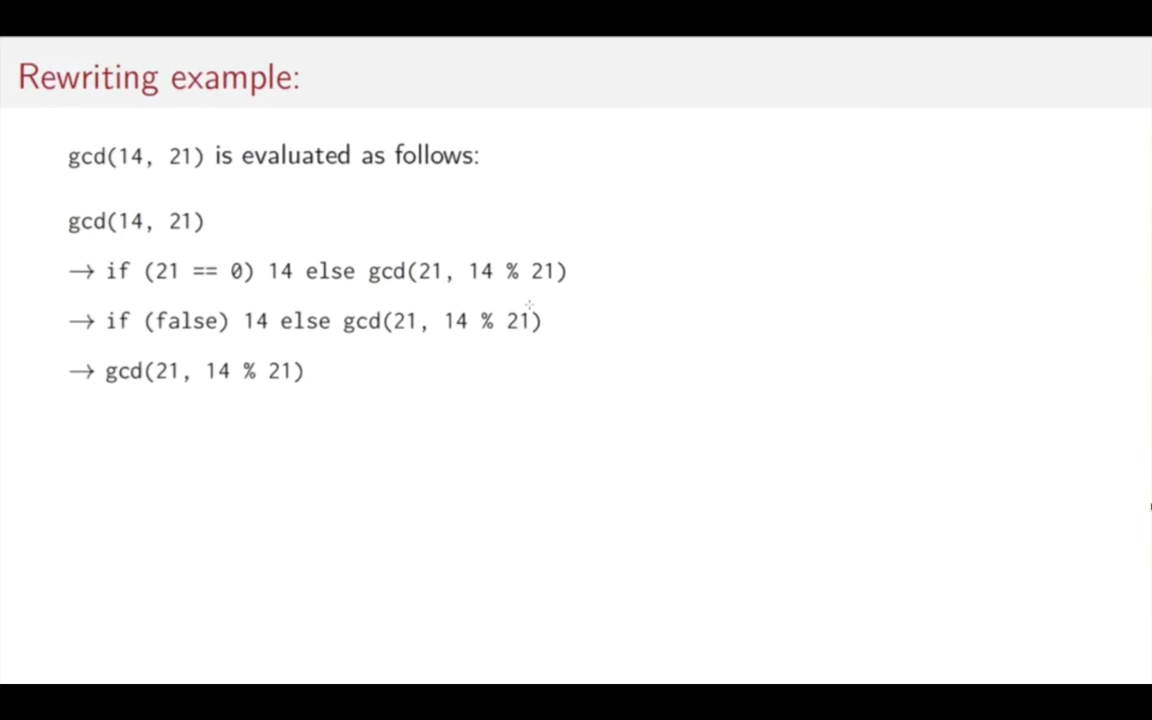 Rewriting example:
gcd(14, 21) is evaluated as follows:
gcd(14, 21)
→ if (21 == 0) 14 else gcd(21, 14 % 21)
→ if (false) 14 else gcd(21, 14 % 21)
→ gcd(21, 14 % 21)